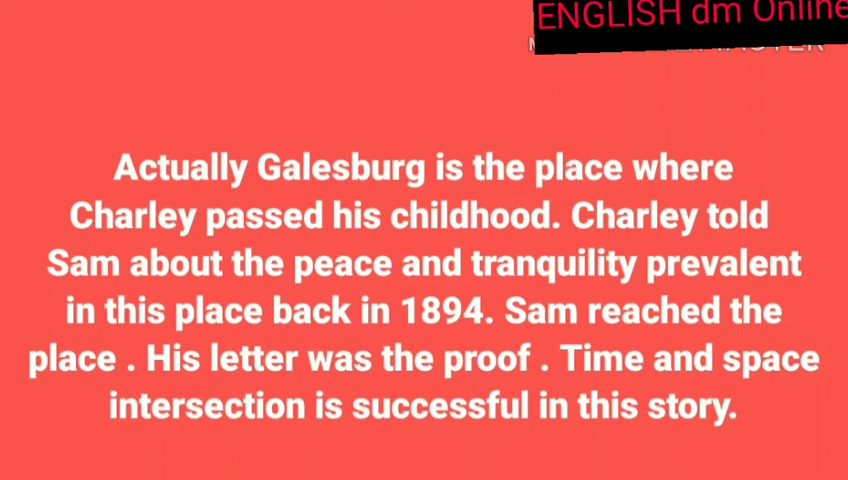 ENGLISH dm Online
Actually Galesburg is the place where
Charley passed his childhood. Charley told
Sam about the peace and tranquility prevalent
in this place back in 1894. Sam reached the
place . His letter was the proof . Time and space
intersection is successful in this story.